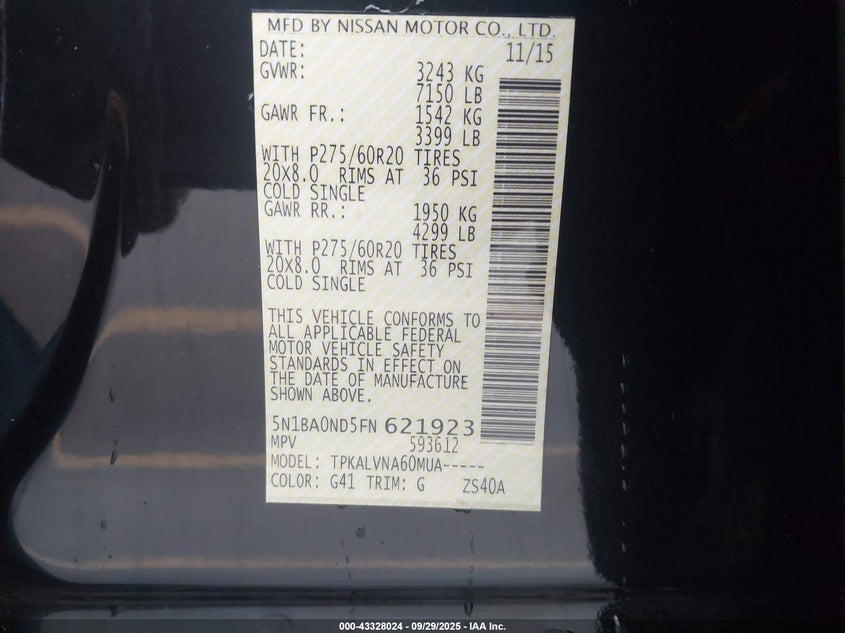 MFD BY NISSAN MOTOR CO., LTD.
DATE: 11/15
GVWR: 3243 KG
7150 LB
GAWR FR.: 1542 KG
3399 LB
WITH P275/60R20 TIRES
20X8.0 RIMS AT 36 PSI
COLD SINGLE
GAWR RR.: 1950 KG
4299 LB
WITH P275/60R20 TIRES
20X8.0 RIMS AT 36 PSI
COLD SINGLE
THIS VEHICLE CONFORMS TO
ALL APPLICABLE FEDERAL
MOTOR VEHICLE SAFETY
STANDARDS IN EFFECT ON
THE DATE OF MANUFACTURE
SHOWN ABOVE.
5N1BA0ND5FN 621923
MPV 593612
MODEL: TPKALVNA60MUA-----
COLOR: G41 TRIM: G ZS40A
000-43328024 - 09/29/2025 - IAA Inc.